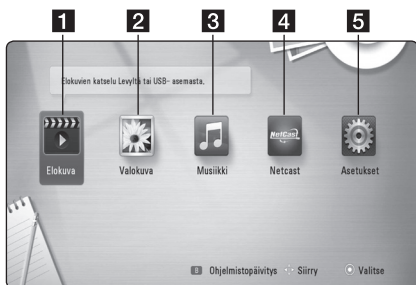 1 2 3 4 5
Elokuvien katselu Levyltä tai USB- asemasta.
NetCast
Elokuva Valokuva Musiikki Netcast Asetukset
Ohjelmistopäivitys Siirry Valitse